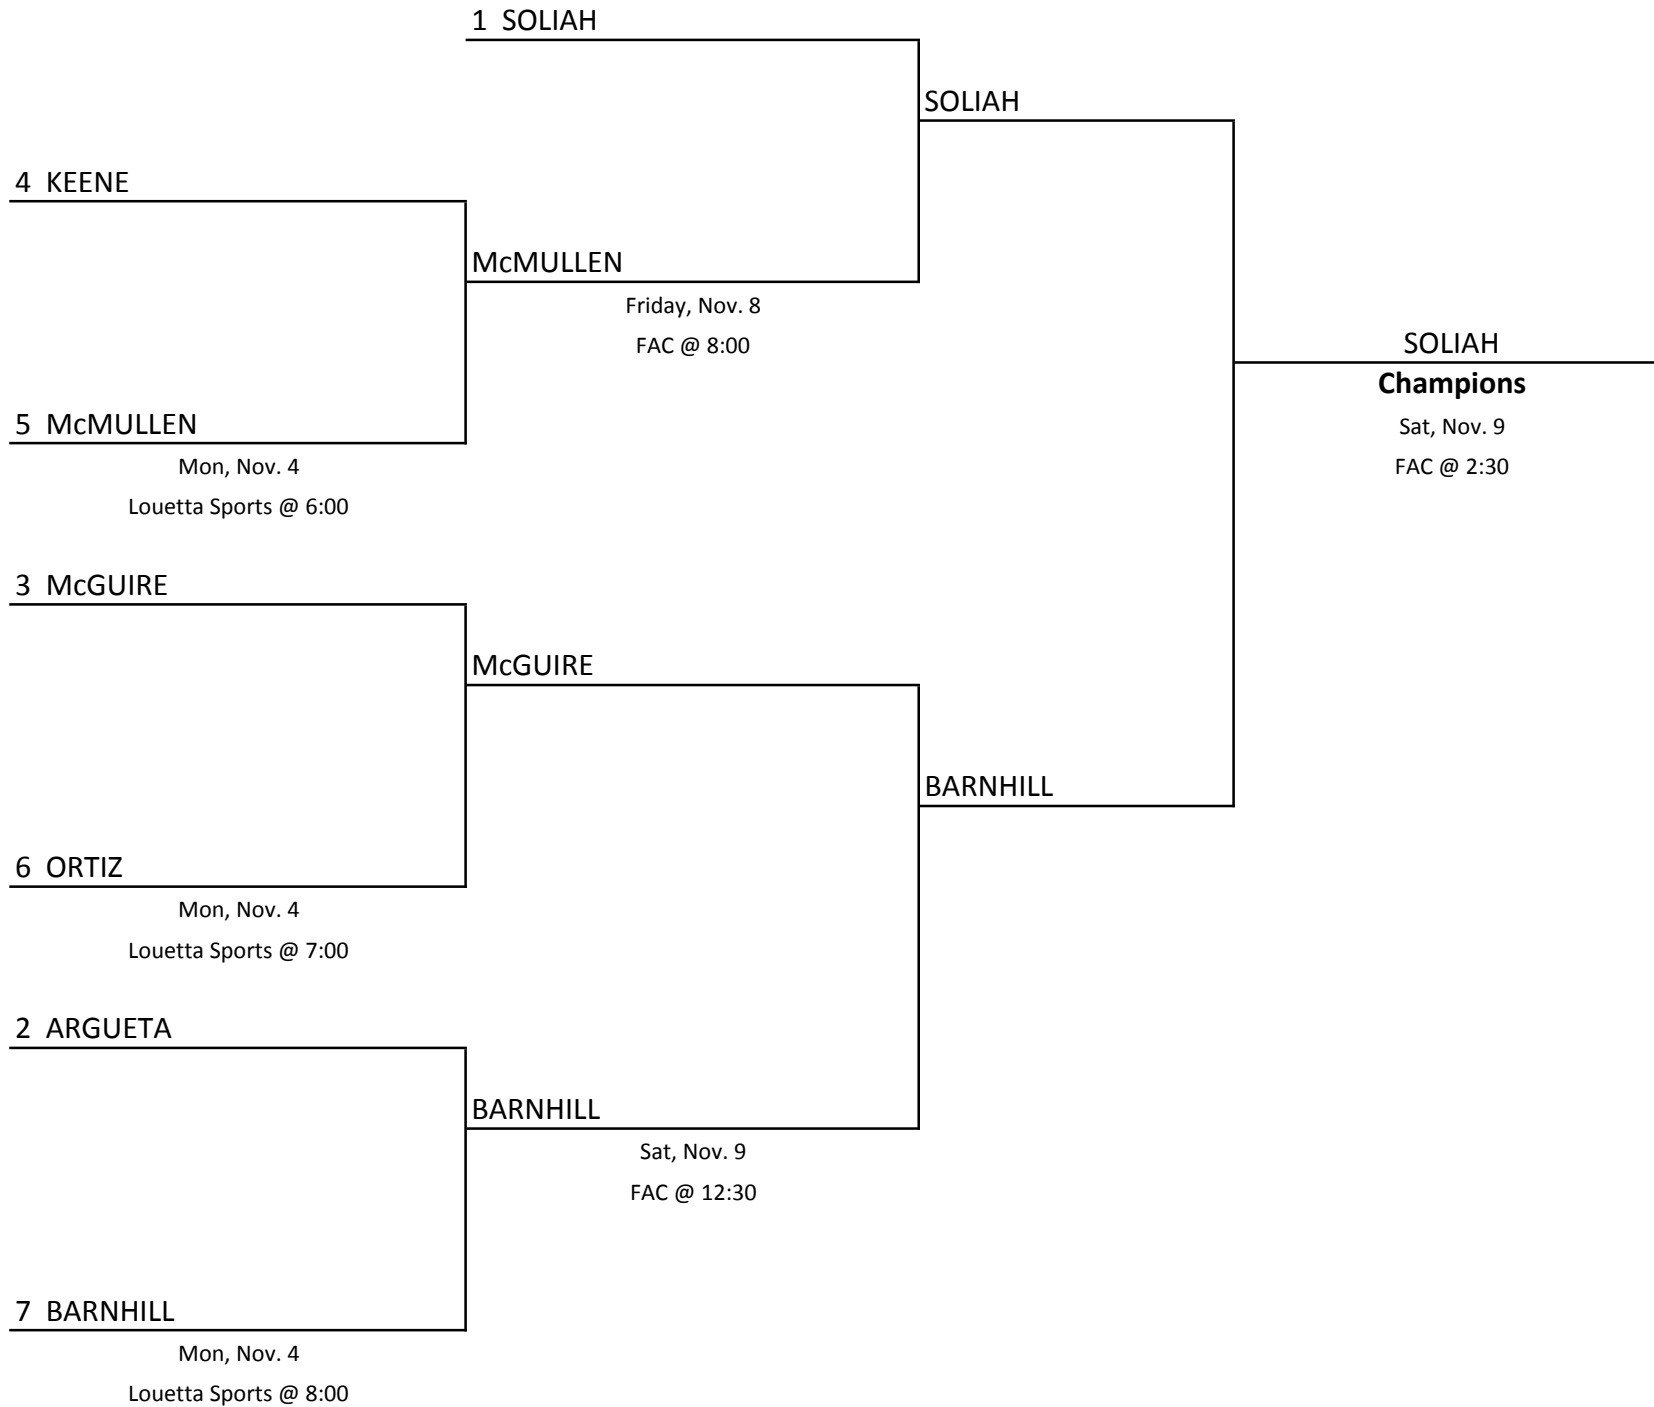 1 SOLIAH
SOLIAH
4 KEENE
McMULLEN
Friday, Nov. 8
FAC @ 8:00
SOLIAH
Champions
Sat, Nov. 9
FAC @ 2:30
5 McMULLEN
Mon, Nov. 4
Louetta Sports @ 6:00
3 McGUIRE
McGUIRE
BARNHILL
6 ORTIZ
Mon, Nov. 4
Louetta Sports @ 7:00
2 ARGUETA
BARNHILL
Sat, Nov. 9
FAC @ 12:30
7 BARNHILL
Mon, Nov. 4
Louetta Sports @ 8:00